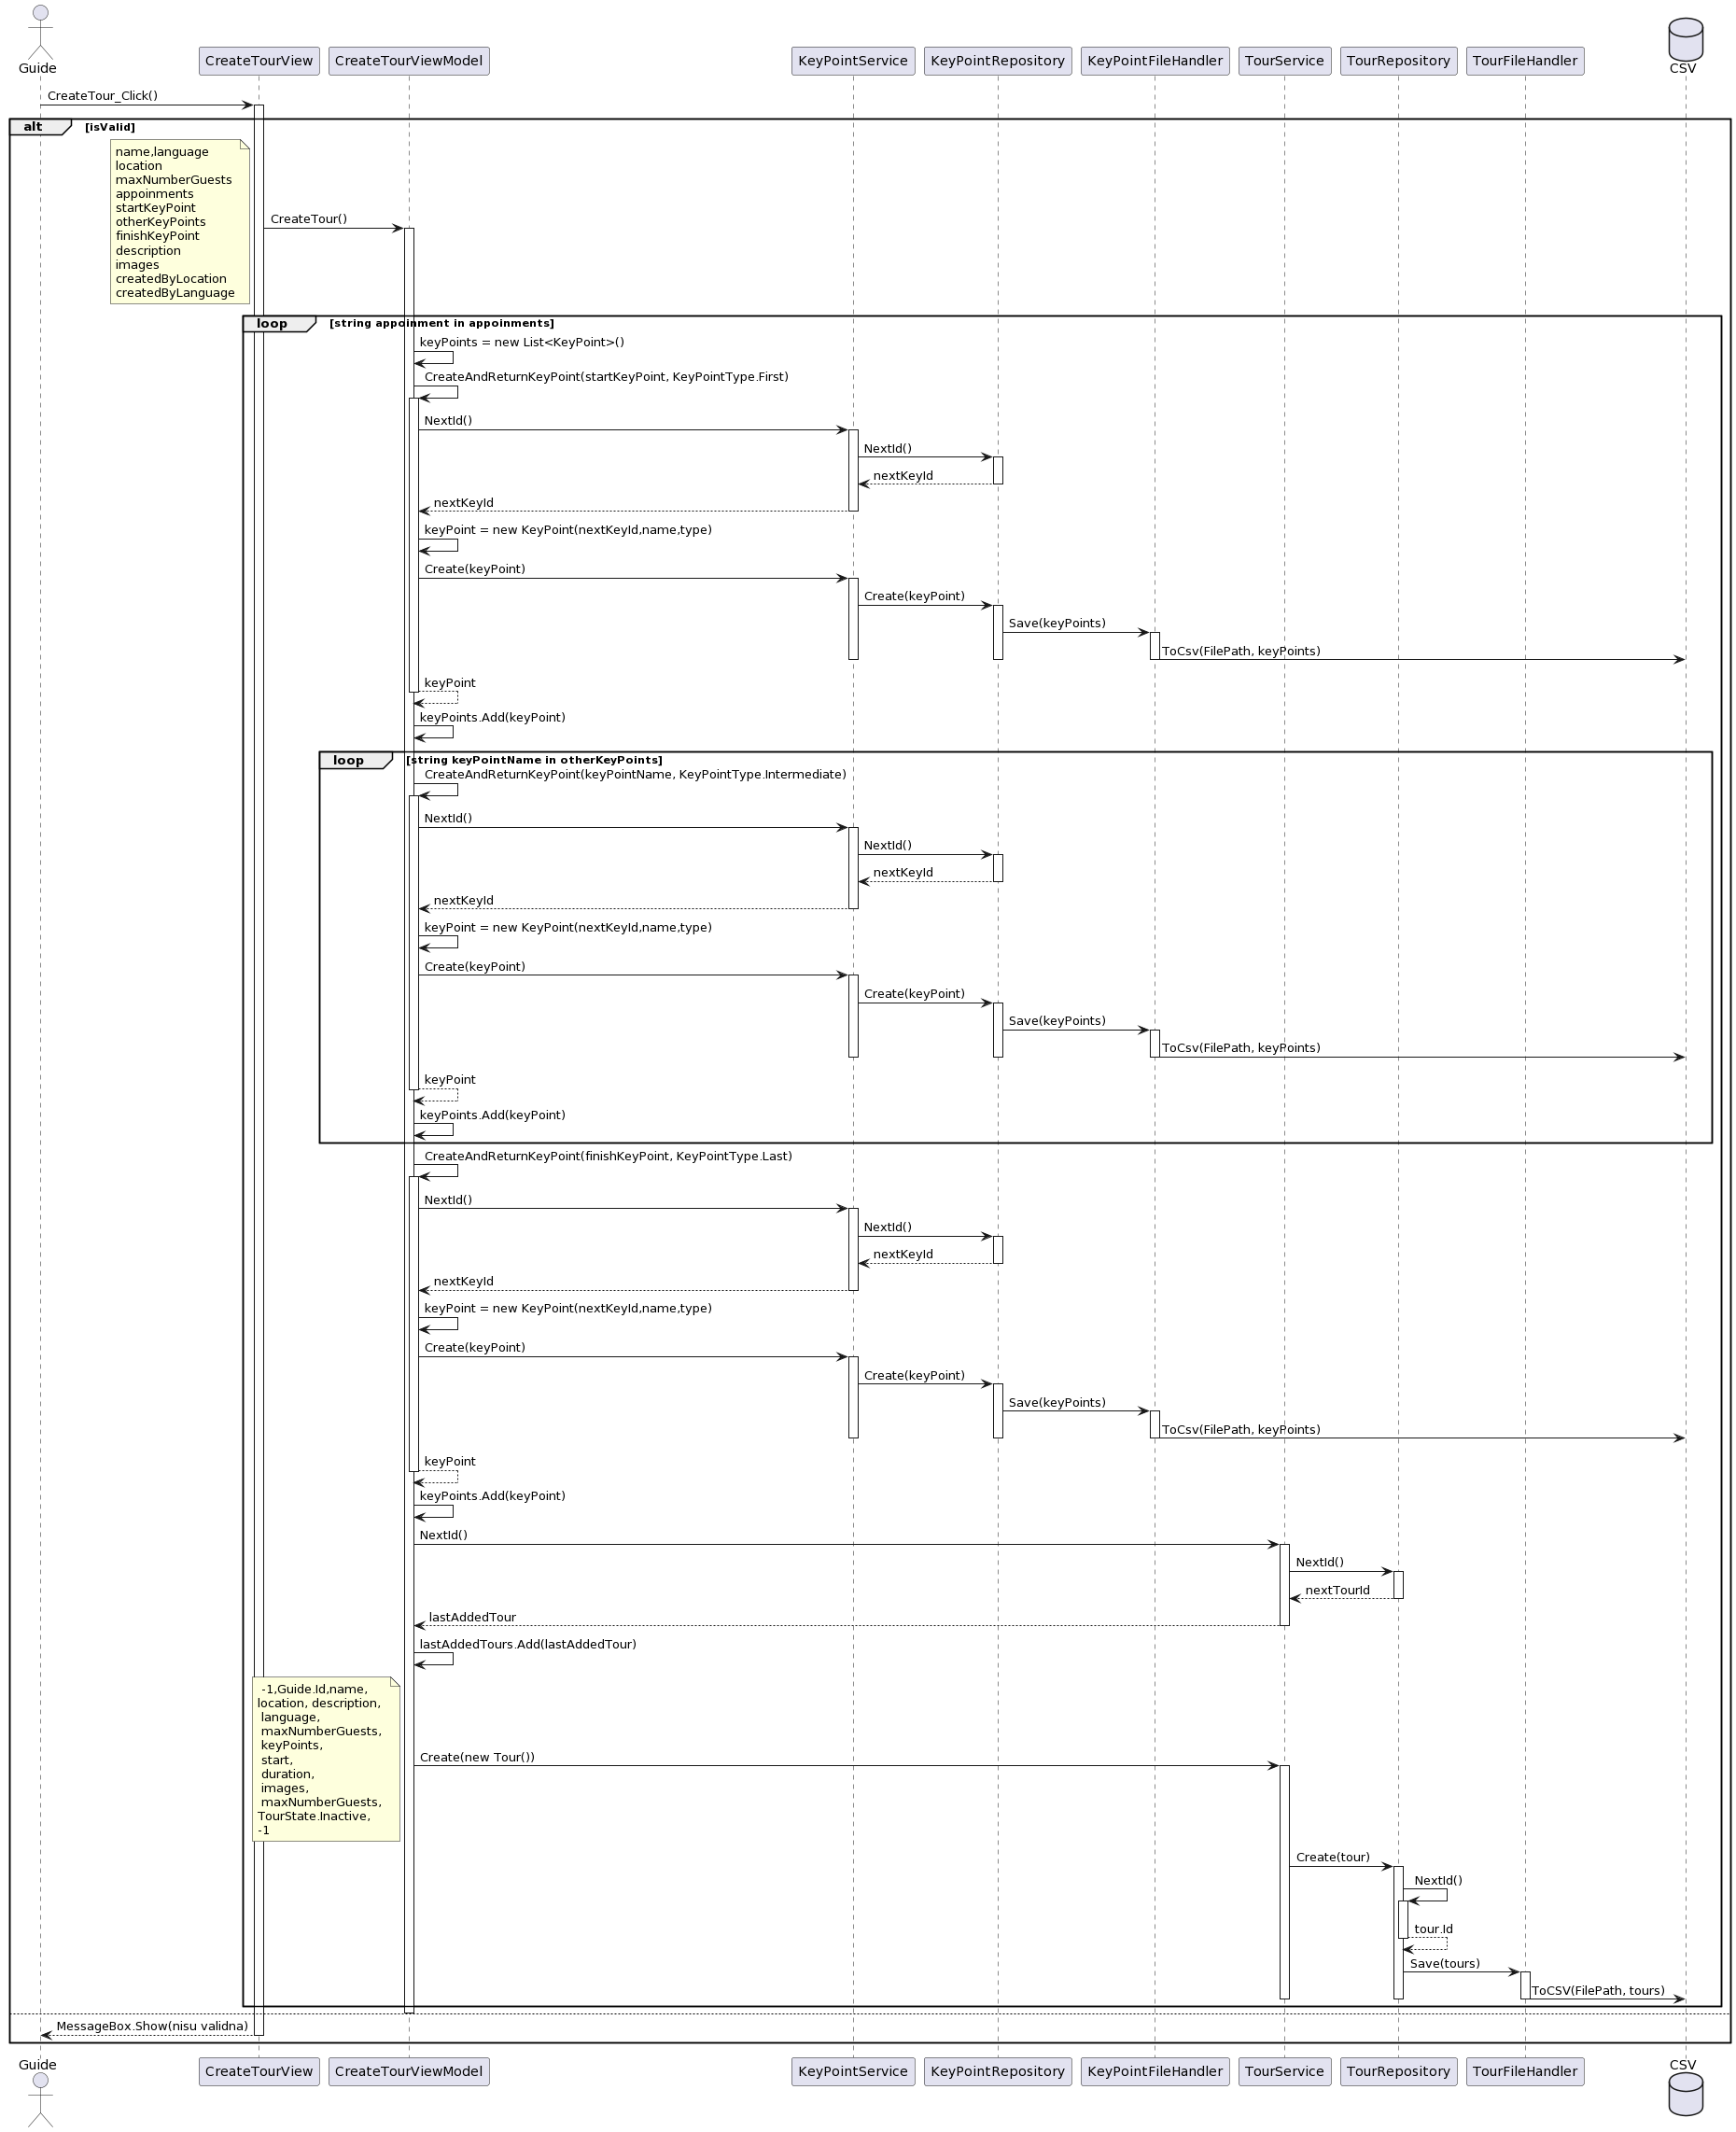 Guide
CreateTourView
CreateTourViewModel
KeyPointService
KeyPointRepository
KeyPointFileHandler
TourService
TourRepository
TourFileHandler
CSV
CreateTour_Click()
alt
[isValid]
name,language
location
maxNumberGuests
appoinments
startKeyPoint
otherKeyPoints
finishKeyPoint
description
images
createdByLocation
createdByLanguage
CreateTour()
loop
[string appoinment in appoinments]
keyPoints = new List<KeyPoint>()
CreateAndReturnKeyPoint(startKeyPoint, KeyPointType.First)
NextId()
NextId()
nextKeyId
nextKeyId
keyPoint = new KeyPoint(nextKeyId,name,type)
Create(keyPoint)
Create(keyPoint)
Save(keyPoints)
ToCsv(FilePath, keyPoints)
keyPoint
keyPoints.Add(keyPoint)
loop
[string keyPointName in otherKeyPoints]
CreateAndReturnKeyPoint(keyPointName, KeyPointType.Intermediate)
NextId()
NextId()
nextKeyId
nextKeyId
keyPoint = new KeyPoint(nextKeyId,name,type)
Create(keyPoint)
Create(keyPoint)
Save(keyPoints)
ToCsv(FilePath, keyPoints)
keyPoint
keyPoints.Add(keyPoint)
CreateAndReturnKeyPoint(finishKeyPoint, KeyPointType.Last)
NextId()
NextId()
nextKeyId
nextKeyId
keyPoint = new KeyPoint(nextKeyId,name,type)
Create(keyPoint)
Create(keyPoint)
Save(keyPoints)
ToCsv(FilePath, keyPoints)
keyPoint
keyPoints.Add(keyPoint)
NextId()
NextId()
nextTourId
lastAddedTour
lastAddedTours.Add(lastAddedTour)
-1,Guide.Id,name,
location, description,
language,
maxNumberGuests,
keyPoints,
start,
duration,
images,
maxNumberGuests,
TourState.Inactive,
-1
Create(new Tour())
Create(tour)
NextId()
tour.Id
Save(tours)
ToCSV(FilePath, tours)
MessageBox.Show(nisu validna)
Guide
CreateTourView
CreateTourViewModel
KeyPointService
KeyPointRepository
KeyPointFileHandler
TourService
TourRepository
TourFileHandler
CSV